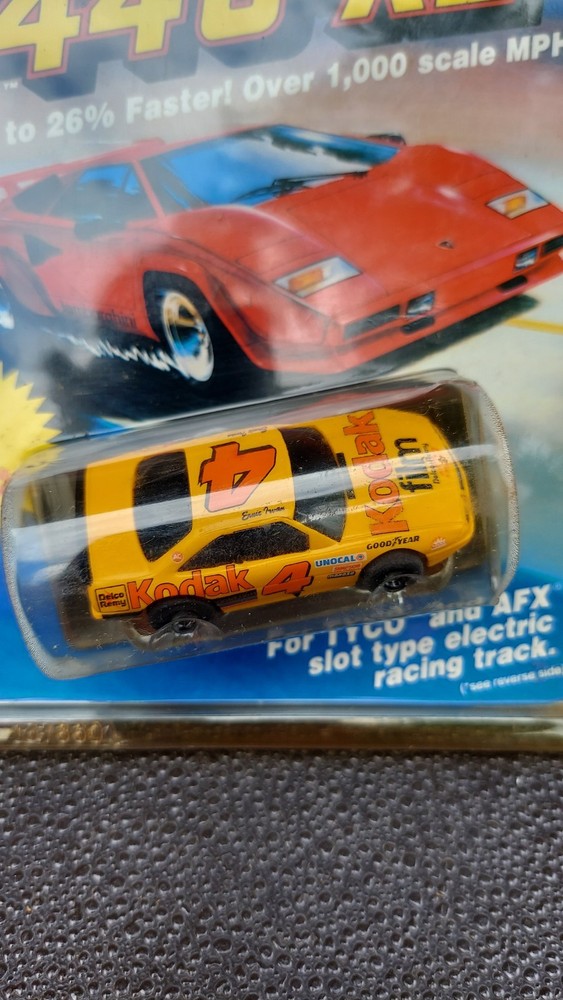 440 X2
™
to 26% Faster! Over 1,000 scale MPH
4
Kodak
film
Ernie Irvan
GOODYEAR
UNOCAL
Delco
Remy
Kodak 4
For TYCO and AFX
slot type electric
racing track.
(*see reverse side)